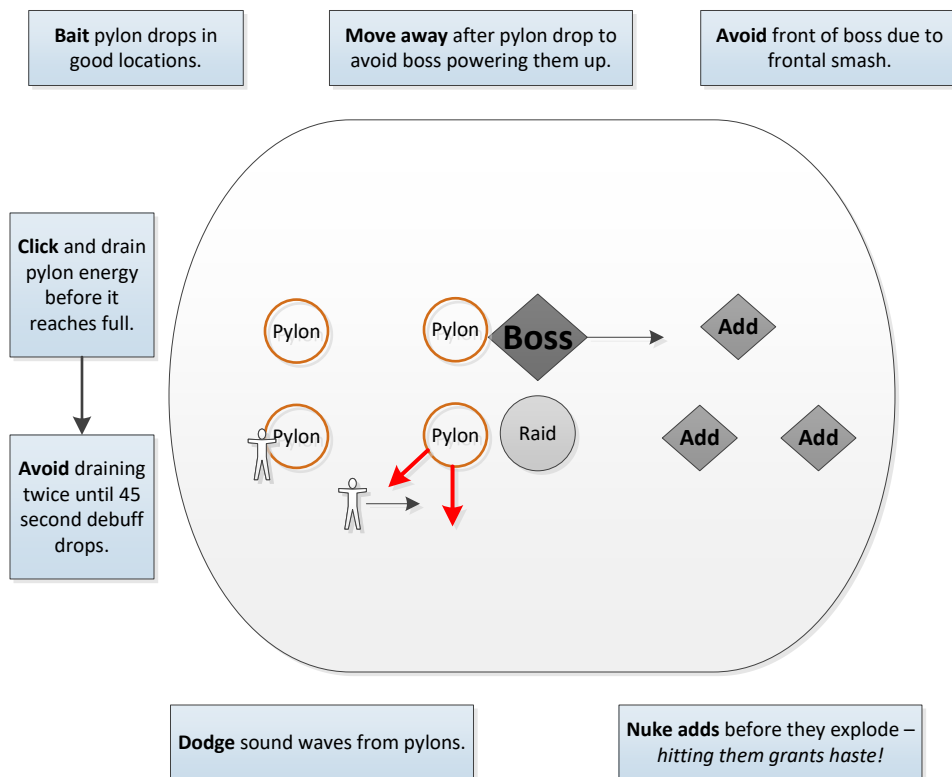 Bait pylon drops in
good locations.
Move away after pylon drop to
avoid boss powering them up.
Avoid front of boss due to
frontal smash.
Click and drain
pylon energy
before it
reaches full.
Pylon
Pylon
Boss
Add
Pylon
Pylon
Raid
Add
Add
Avoid draining
twice until 45
second debuff
drops.
Dodge sound waves from pylons.
Nuke adds before they explode –
hitting them grants haste!